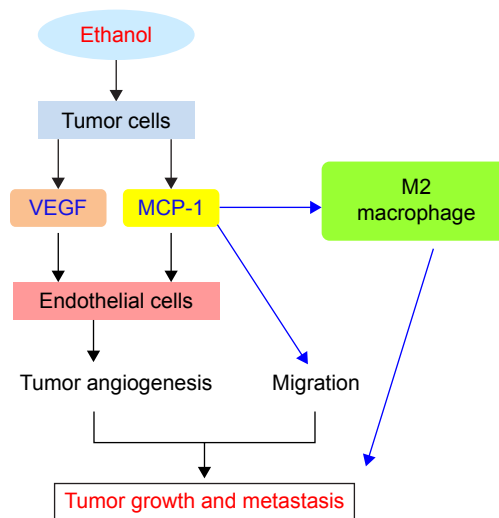 Ethanol
Tumor cells
VEGF
MCP-1
M2
macrophage
Endothelial cells
Tumor angiogenesis
Migration
Tumor growth and metastasis